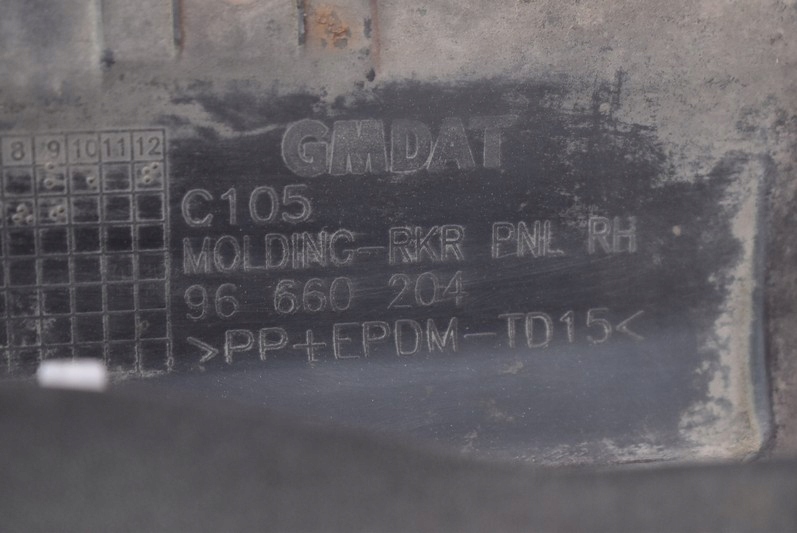 GMDAT
8 9 10 11 12
C105
MOLDING-RKR PNL RH
96 660 204
>PP+EPDM-TD15<